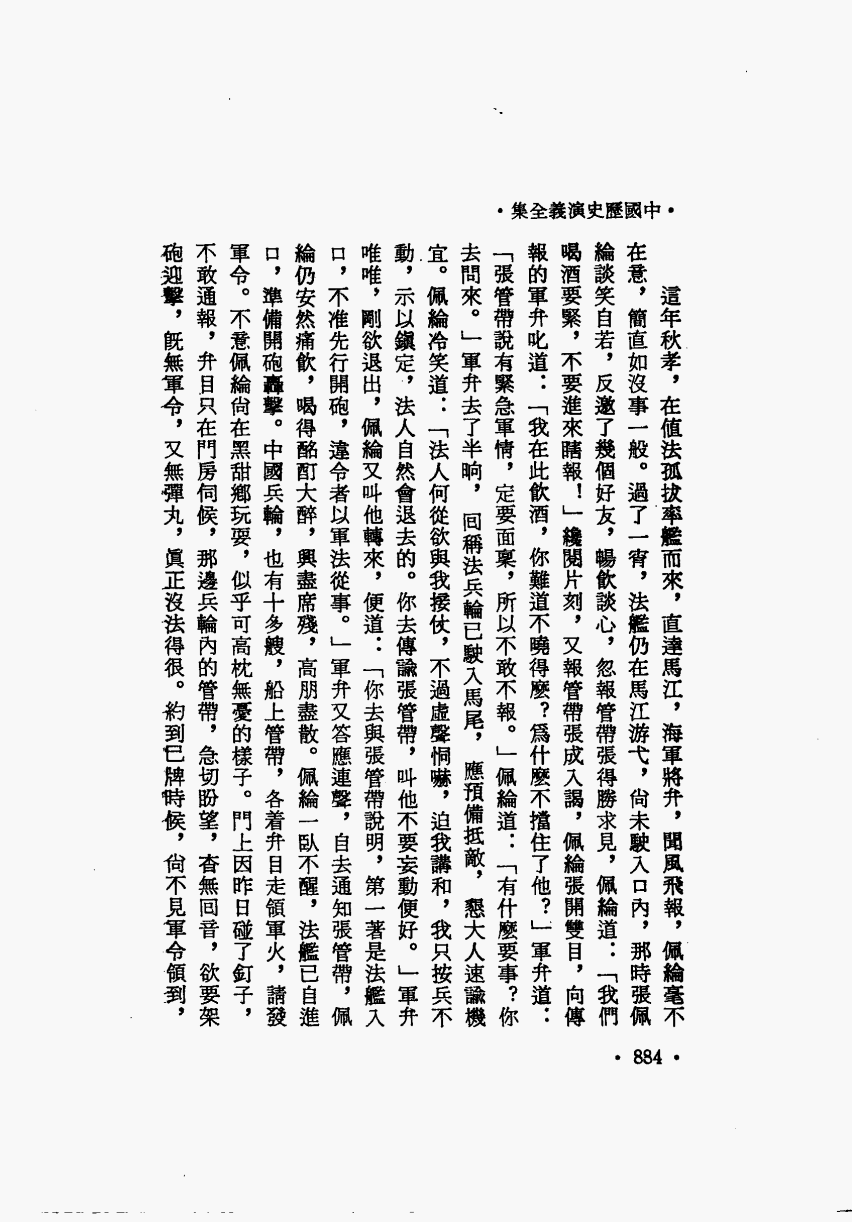 •中國歷史演義全集•
這年秋孝，在值法孤拔率艦而來，直達馬江，海軍將弁，聞風飛報，佩綸毫不
在意，簡直如沒事一般。過了一宵，法艦仍在馬江游弋，尙未駛入口內，那時張佩
綸談笑自若，反邀了幾個好友，暢飲談心，忽報管帶張得勝求見，佩綸道：「我們
喝酒要緊，不要進來瞎報！」纔閱片刻，又報管帶張成入謁，佩綸張開雙目，向傳
報的軍弁叱道：「我在此飲酒，你難道不曉得麼？爲什麼不擋住了他？」軍弁道：
「張管帶說有緊急軍情，定要面稟，所以不敢不報。」佩綸道：「有什麼要事？你
去問來。」軍弁去了半晌，回稱法兵輪已駛入馬尾，應預備抵敵，懇大人速諭機
宜。佩綸冷笑道：「法人何從欲與我接仗，不過虛聲恫嚇，迫我講和，我只按兵不
動，示以鎭定，法人自然會退去的。你去傳諭張管帶，叫他不要妄動便好。」軍弁
唯唯，剛欲退出，佩綸又叫他轉來，便道：「你去與張管帶說明，第一著是法艦入
口，不准先行開砲，違令者以軍法從事。」軍弁又答應連聲，自去通知張管帶，佩
綸仍安然痛飲，喝得酩酊大醉，興盡席殘，高朋盡散。佩綸一臥不醒，法艦已自進
口，準備開砲轟擊。中國兵輪，也有十多艘，船上管帶，各着弁目走領軍火，請發
軍令。不意佩綸尙在黑甜鄉玩耍，似乎可高枕無憂的樣子。門上因昨日碰了釘子，
不敢通報，弁目只在門房伺候，那邊兵輪內的管帶，急切盼望，杳無回音，欲要架
砲迎擊，旣無軍令，又無彈丸，眞正沒法得很。約到巳牌時候，尙不見軍令領到，
•884•